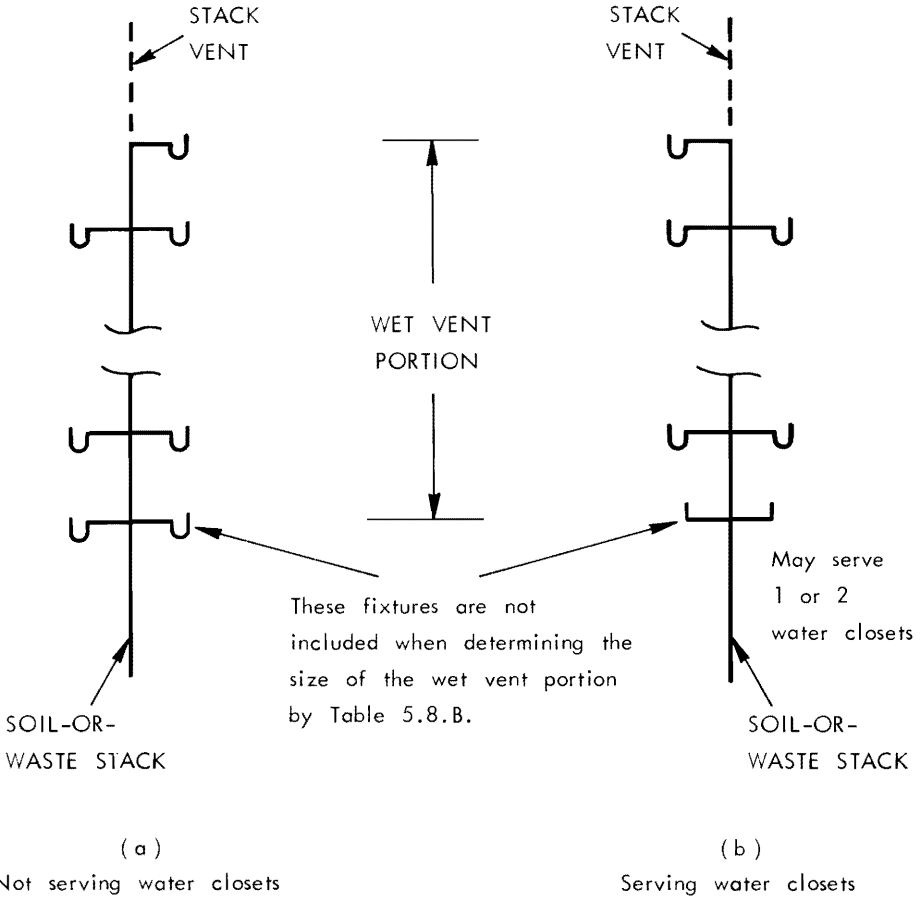 STACK
VENT
STACK
VENT
WET VENT
PORTION
May serve
1 or 2
water closets
These fixtures are not
included when determining the
size of the wet vent portion
by Table 5.8.B.
SOIL-OR-
WASTE STACK
SOIL-OR-
WASTE STACK
(a)
Not serving water closets
(b)
Serving water closets